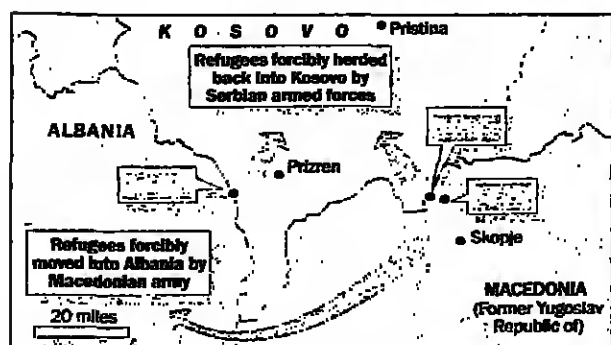 KOSOVO
Pristina
Refugees forcibly herded
back into Kosovo by
Serbian armed forces
ALBANIA
Prizren
Skopje
Refugees forcibly
moved into Albania by
Macedonian army
MACEDONIA
(Former Yugoslav
Republic of)
20 miles